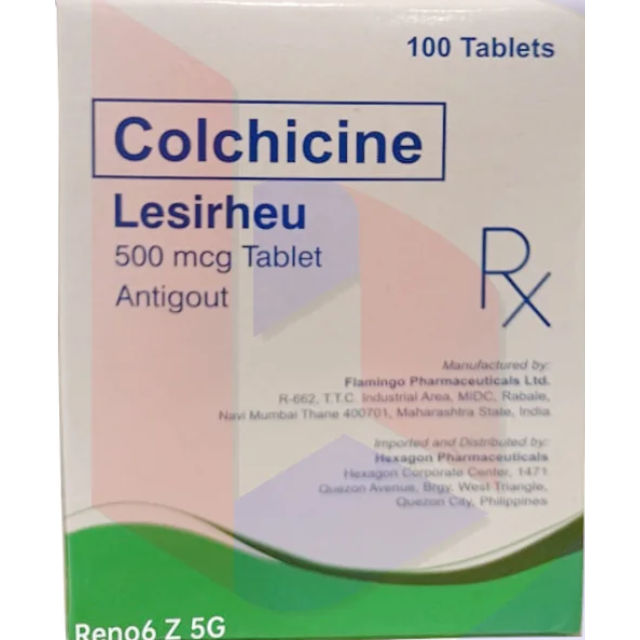 100 Tablets
Colchicine
Lesirheu
500 mcg Tablet
Antigout
Rx
Manufactured by:
Flamingo Pharmaceuticals Ltd.
R-662, T.T.C. Industrial Area, MIDC, Rabale,
Navi Mumbai Thane 400701, Maharashtra State, India
Imported and Distributed by:
Hexagon Pharmaceuticals
Hexagon Corporate Center, 1471
Quezon Avenue, Brgy. West Triangle,
Quezon City, Philippines
Reno6 Z 5G